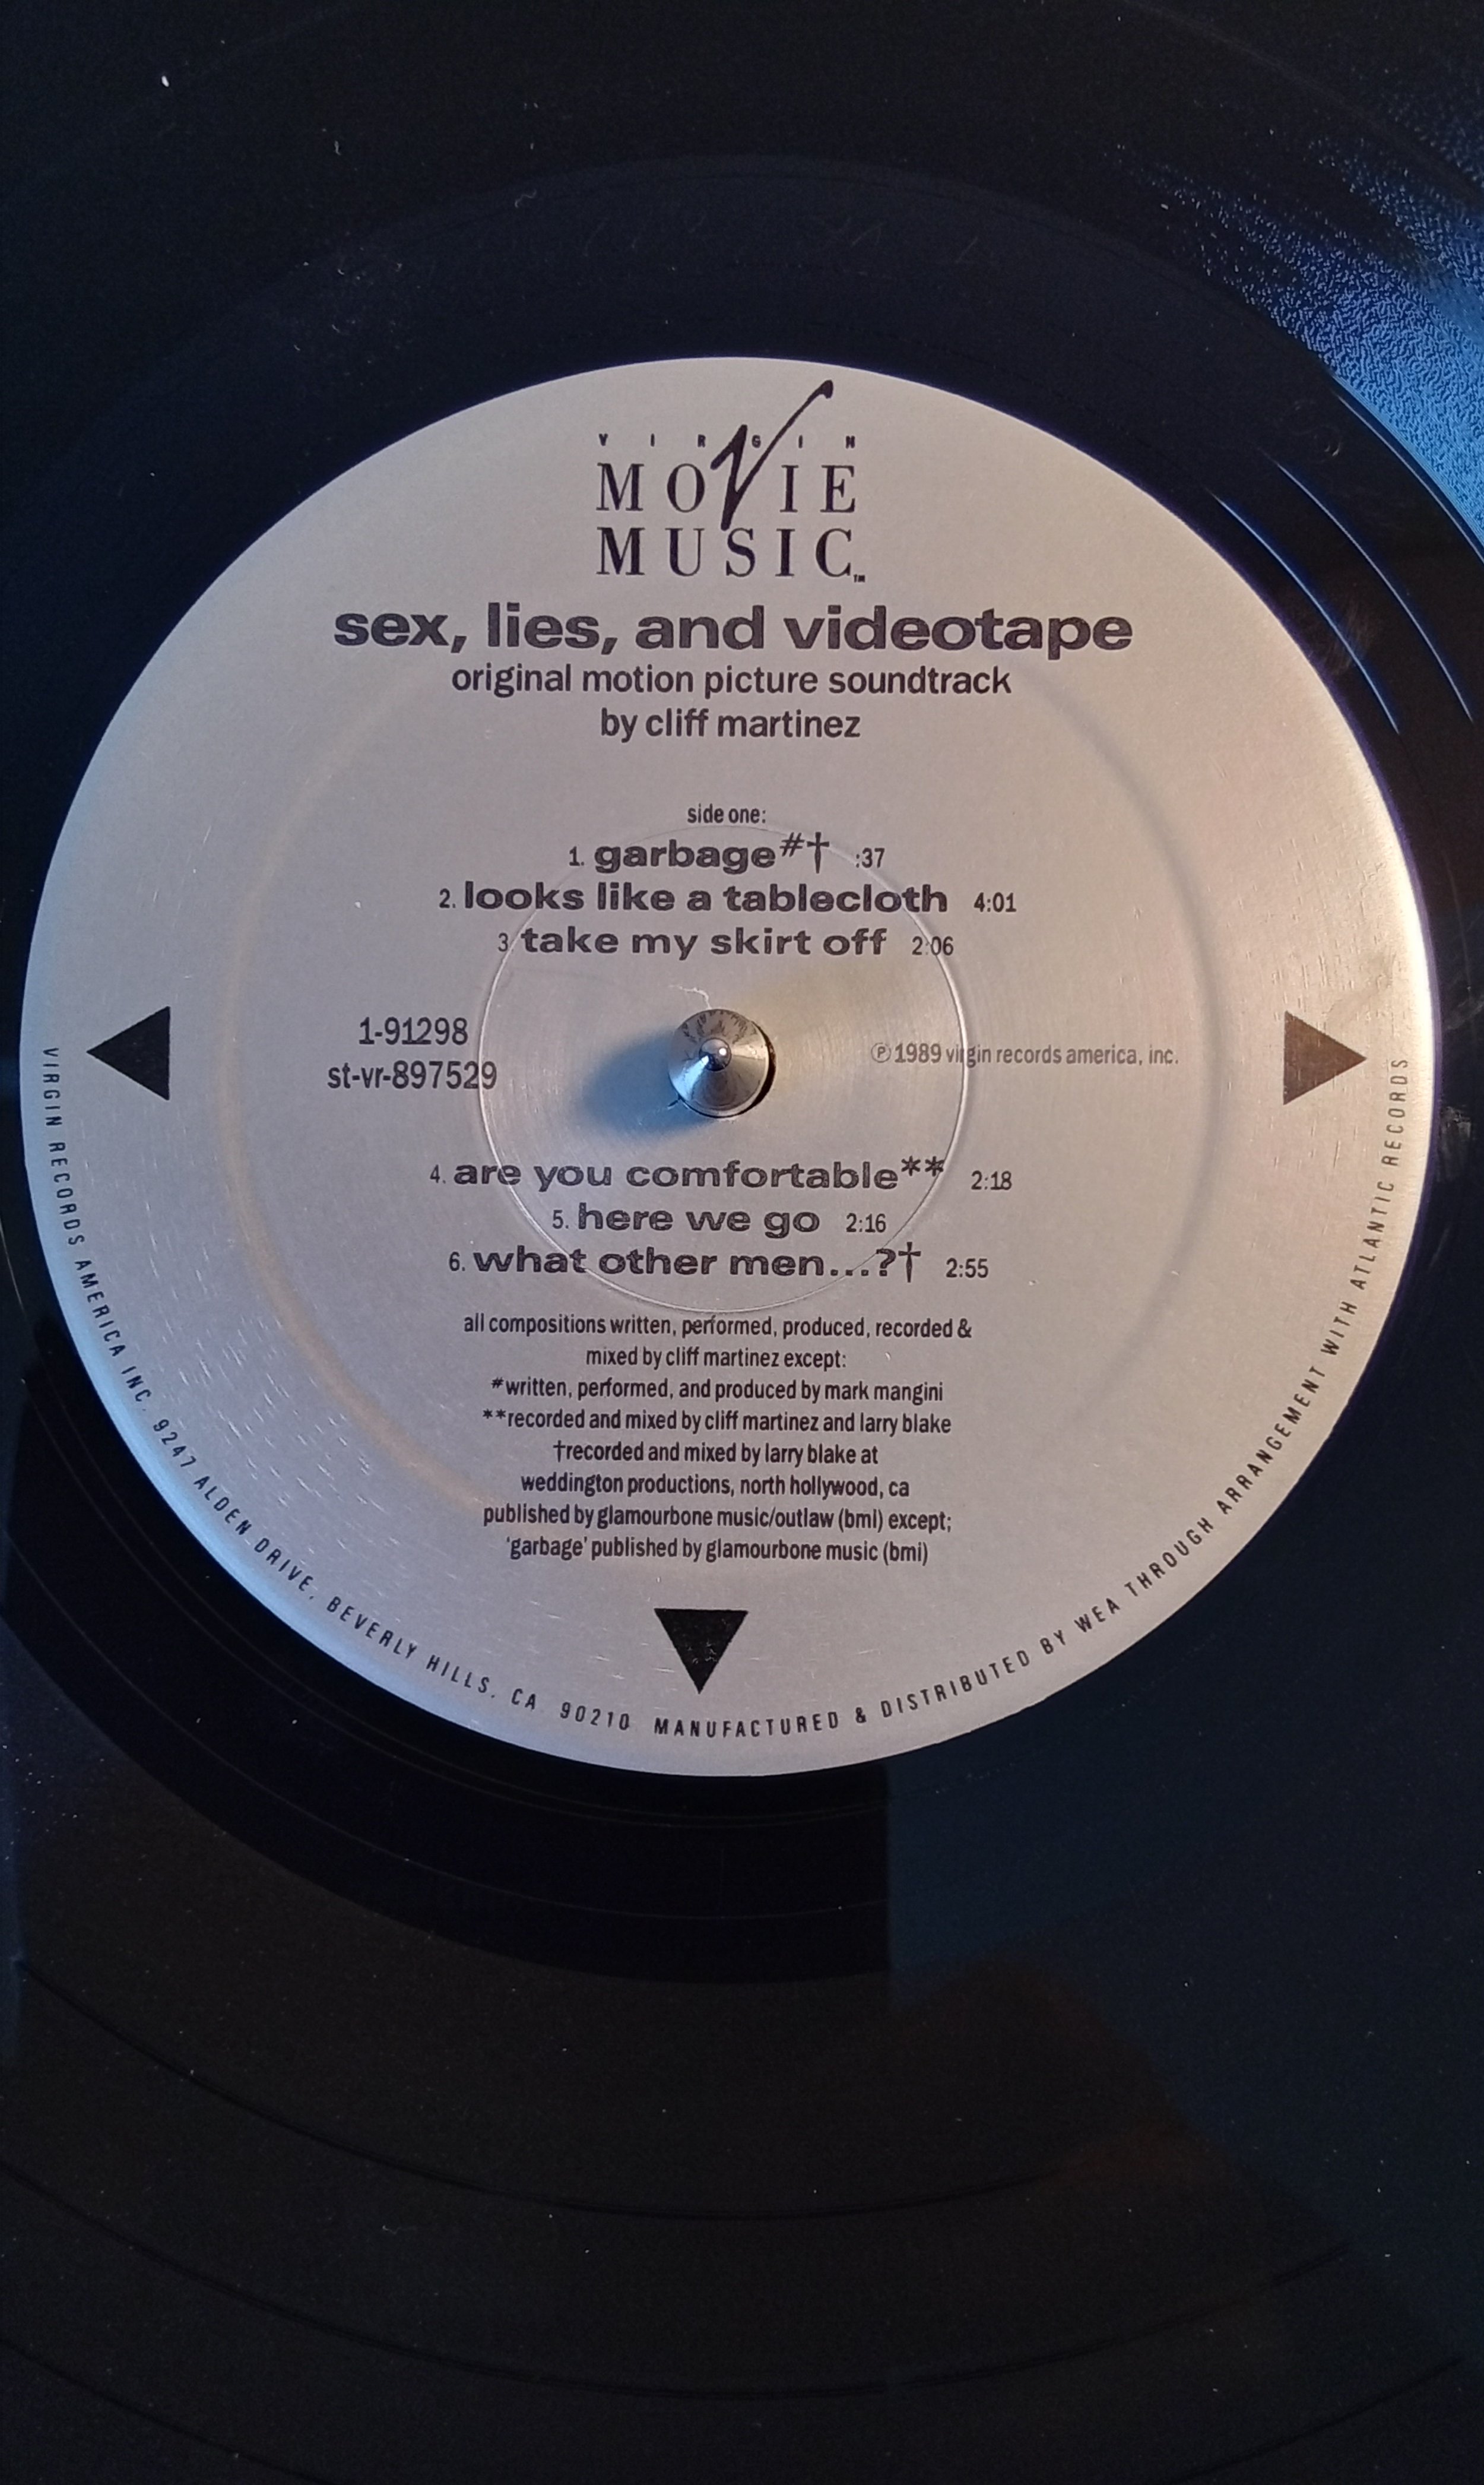 VIRGIN
MOVIE
MUSIC™
sex, lies, and videotape
original motion picture soundtrack
by cliff martinez
side one:
1. garbage#† :37
2. looks like a tablecloth 4:01
3 take my skirt off 2:06
1-91298
st-vr-897529
℗1989 virgin records america, inc.
4. are you comfortable** 2:18
5. here we go 2:16
6. what other men...?† 2:55
all compositions written, performed, produced, recorded &
mixed by cliff martinez except:
#written, performed, and produced by mark mangini
**recorded and mixed by cliff martinez and larry blake
†recorded and mixed by larry blake at
weddington productions, north hollywood, ca
published by glamourbone music/outlaw (bmi) except;
'garbage' published by glamourbone music (bmi)
VIRGIN RECORDS AMERICA INC. 9247 ALDEN DRIVE, BEVERLY HILLS, CA 90210 MANUFACTURED & DISTRIBUTED BY WEA THROUGH ARRANGEMENT WITH ATLANTIC RECORDS